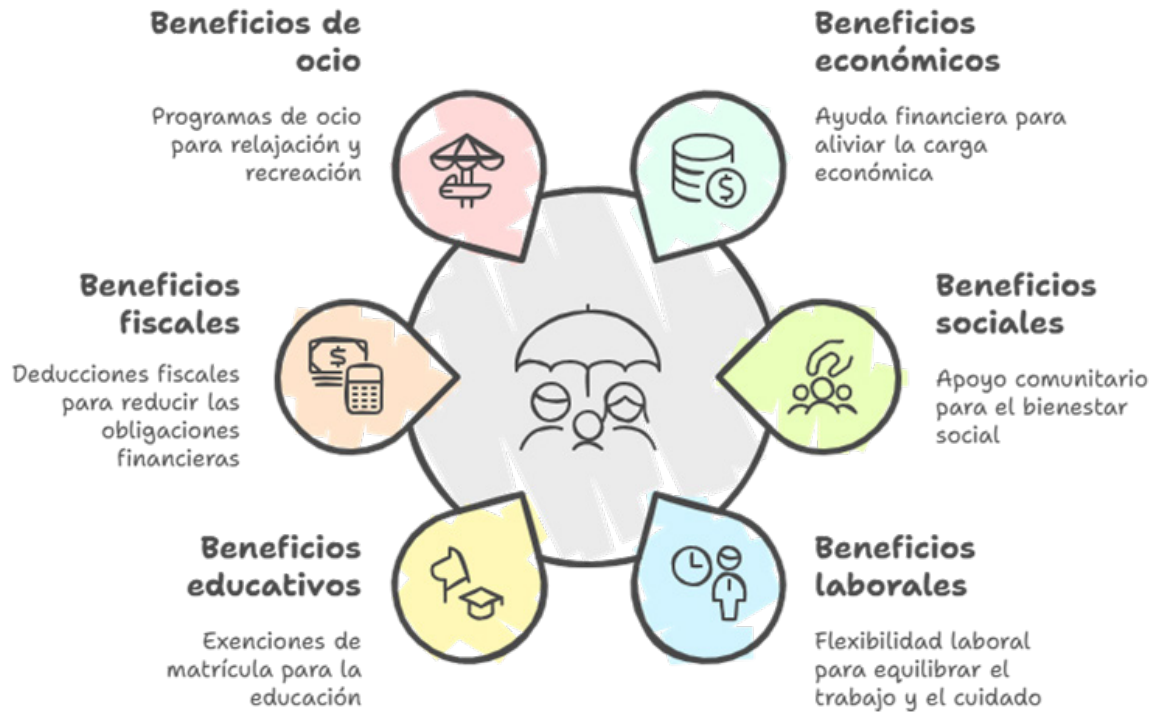 Beneficios de
ocio
Programas de ocio
para relajación y
recreación
Beneficios
económicos
Ayuda financiera para
aliviar la carga
económica
Beneficios
fiscales
Deducciones fiscales
para reducir las
obligaciones
financieras
Beneficios
sociales
Apoyo comunitario
para el bienestar
social
Beneficios
educativos
Exenciones de
matrícula para la
educación
Beneficios
laborales
Flexibilidad laboral
para equilibrar el
trabajo y el cuidado